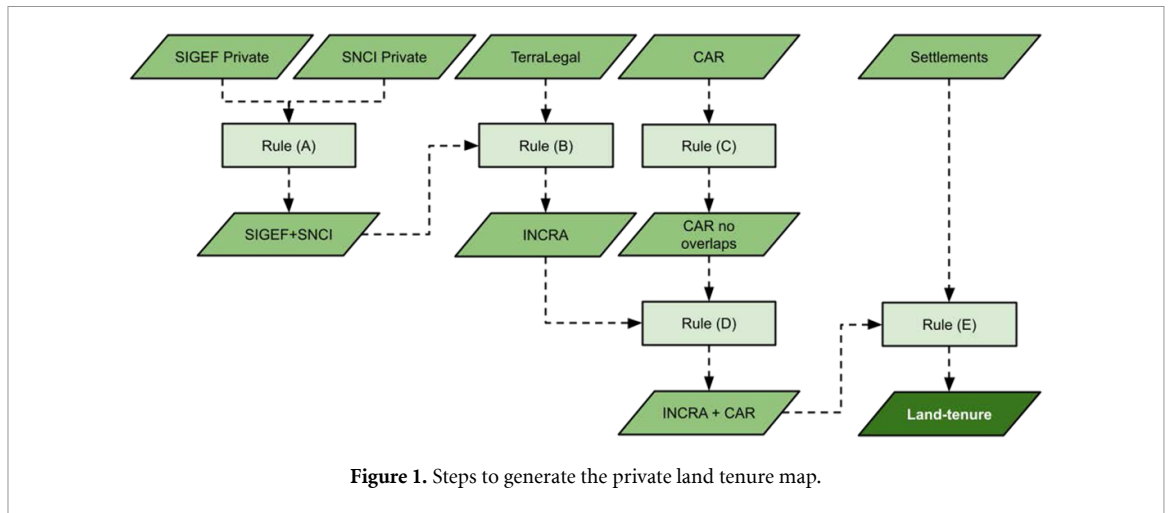 SIGEF Private
SNCI Private
TerraLegal
CAR
Settlements
Rule (A)
Rule (B)
Rule (C)
SIGEF+SNCI
INCRA
CAR no
overlaps
Rule (D)
Rule (E)
INCRA + CAR
Land-tenure
Figure 1. Steps to generate the private land tenure map.